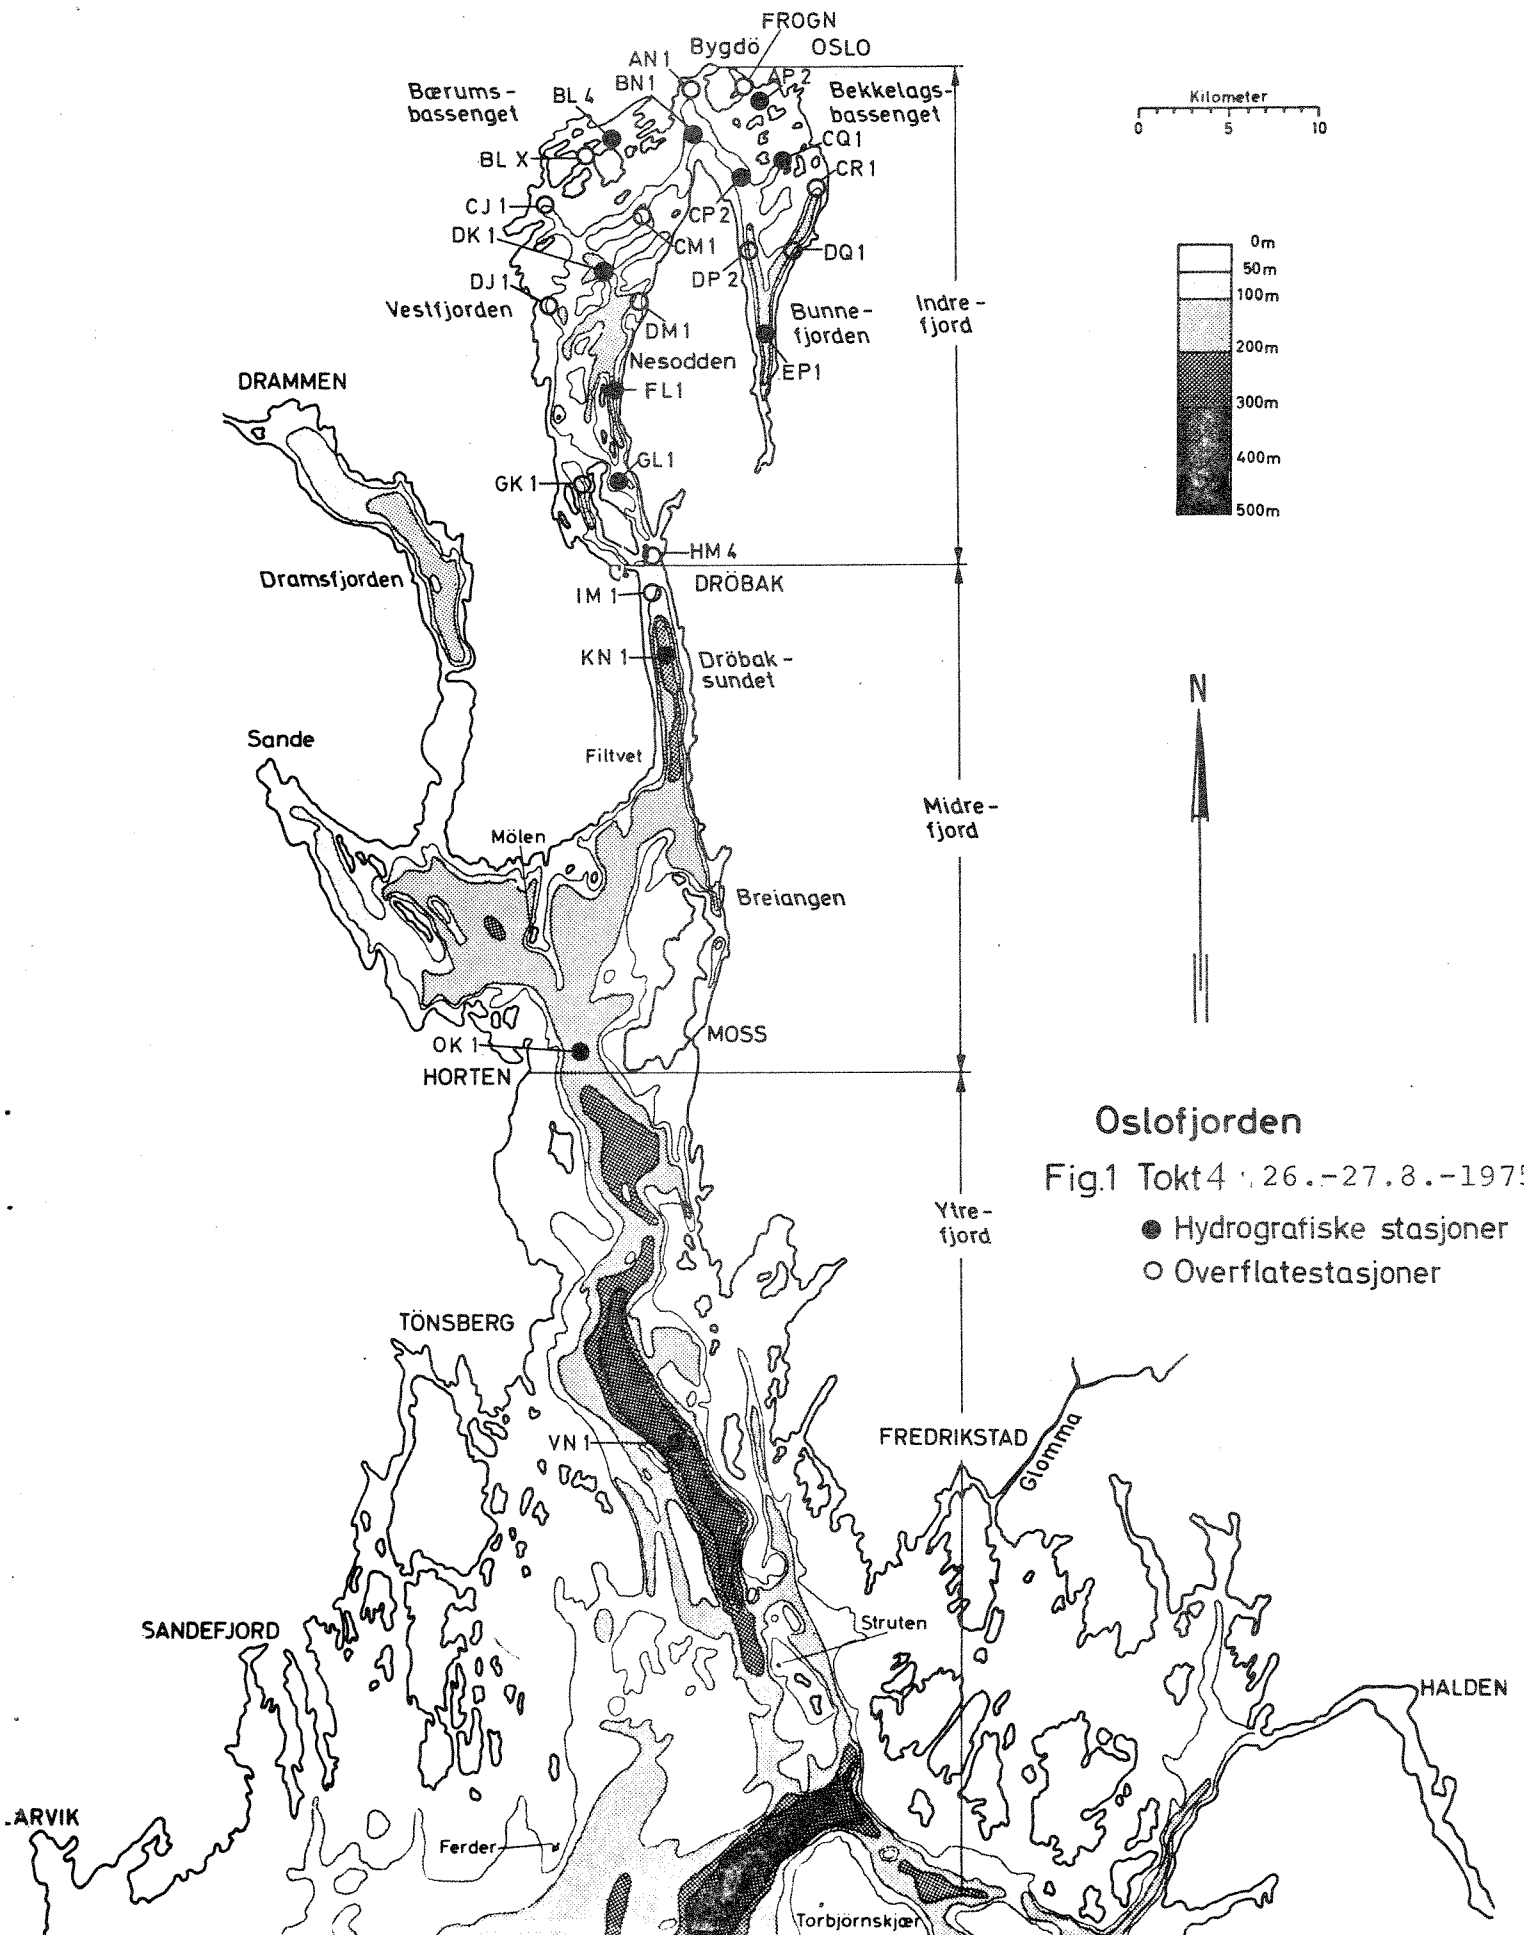 FROGN
Bygdö OSLO
AN 1
BN 1
AP 2
Bærums-
bassenget
BL 4
Bekkelags-
bassenget
BL X
CQ 1
CR 1
CJ 1
CP 2
DK 1
CM 1
DP 2
DQ 1
DJ 1
Vestfjorden
DM 1
Bunne-
fjorden
Nesodden
EP 1
FL 1
DRAMMEN
GL 1
GK 1
HM 4
Dramsfjorden
DRÖBAK
IM 1
KN 1
Dröbak-
sundet
Sande
Filtvet
Mölen
Breiangen
MOSS
OK 1
HORTEN
TÖNSBERG
VN 1
FREDRIKSTAD
Glomma
SANDEFJORD
Struten
HALDEN
ARVIK
Ferder
Torbjörnskjær
Indre-
fjord
Midre-
fjord
Ytre-
fjord
Kilometer
0 5 10
0m
50m
100m
200m
300m
400m
500m
N
Oslofjorden
Fig.1 Tokt 4 26.-27.8.-1975
● Hydrografiske stasjoner
○ Overflatestasjoner